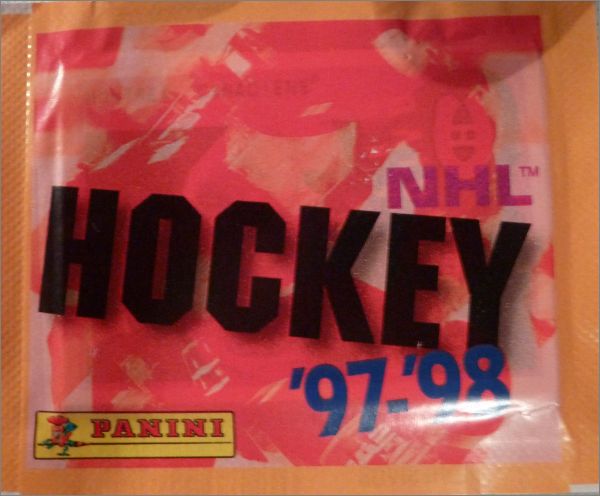 NHL™
HOCKEY
'97-'98
PANINI